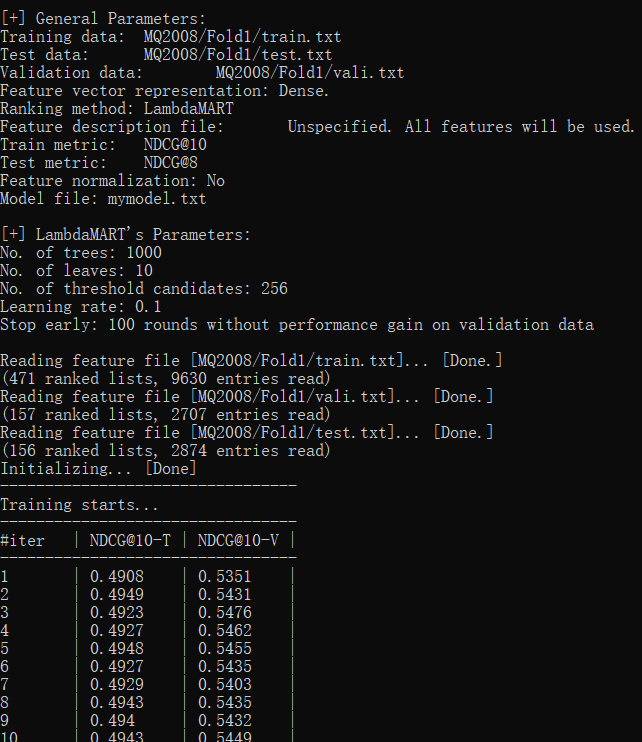 [+] General Parameters:
Training data:  MQ2008/Fold1/train.txt
Test data:      MQ2008/Fold1/test.txt
Validation data:        MQ2008/Fold1/vali.txt
Feature vector representation: Dense.
Ranking method: LambdaMART
Feature description file:       Unspecified. All features will be used.
Train metric:   NDCG@10
Test metric:    NDCG@8
Feature normalization: No
Model file: mymodel.txt
[+] LambdaMART's Parameters:
No. of trees: 1000
No. of leaves: 10
No. of threshold candidates: 256
Learning rate: 0.1
Stop early: 100 rounds without performance gain on validation data
Reading feature file [MQ2008/Fold1/train.txt]... [Done.]
(471 ranked lists, 9630 entries read)
Reading feature file [MQ2008/Fold1/vali.txt]... [Done.]
(157 ranked lists, 2707 entries read)
Reading feature file [MQ2008/Fold1/test.txt]... [Done.]
(156 ranked lists, 2874 entries read)
Initializing... [Done]
---------------------------------
Training starts...
---------------------------------
#iter   | NDCG@10-T | NDCG@10-V |
---------------------------------
1       | 0.4908    | 0.5351    |
2       | 0.4949    | 0.5431    |
3       | 0.4923    | 0.5476    |
4       | 0.4927    | 0.5462    |
5       | 0.4948    | 0.5455    |
6       | 0.4927    | 0.5435    |
7       | 0.4929    | 0.5403    |
8       | 0.4943    | 0.5435    |
9       | 0.494     | 0.5432    |
10      | 0.4943    | 0.5449    |